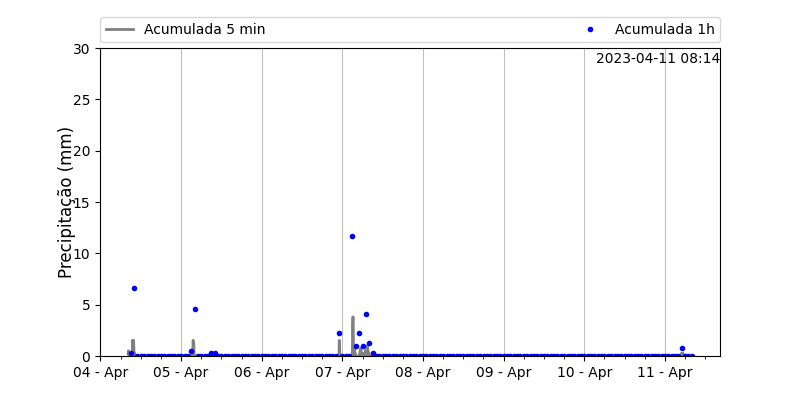 Acumulada 5 min
Acumulada 1h
2023-04-11 08:14
Precipitação (mm)
30
25
20
15
10
5
0
04 - Apr
05 - Apr
06 - Apr
07 - Apr
08 - Apr
09 - Apr
10 - Apr
11 - Apr